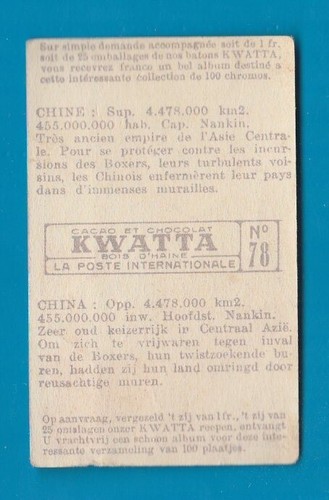 Sur simple demande accompagnée soit de 1 fr.
soit de 25 emballages de nos batons KWATTA,
vous recevrez franco un bel album destiné a
cette intéressante collection de 100 chromos.
CHINE : Sup. 4.478.000 km2.
455.000.000 hab. Cap. Nankin.
Très ancien empire de l'Asie Centra-
le. Pour se protéger contre les incur-
sions des Boxers, leurs turbulents voi-
sins, les Chinois enfermèrent leur pays
dans d'immenses murailles.
CACAO ET CHOCOLAT
KWATTA
BOIS D'HAINE
LA POSTE INTERNATIONALE
No
78
CHINA : Opp. 4.478.000 km2.
455.000.000 inw. Hoofdst. Nankin.
Zeer oud keizerrijk in Centraal Azië.
Om zich te vrijwaren tegen inval
van de Boxers, hun twistzoekende bu-
ren, hadden zij hun land omringd door
reusachtige muren.
Op aanvraag, vergezeld 't zij van 1 fr., 't zij van
25 omslagen onzer KWATTA reepen, ontvangt
U vrachtvrij een schoon album voor deze inte-
ressante verzameling van 100 plaatjes.